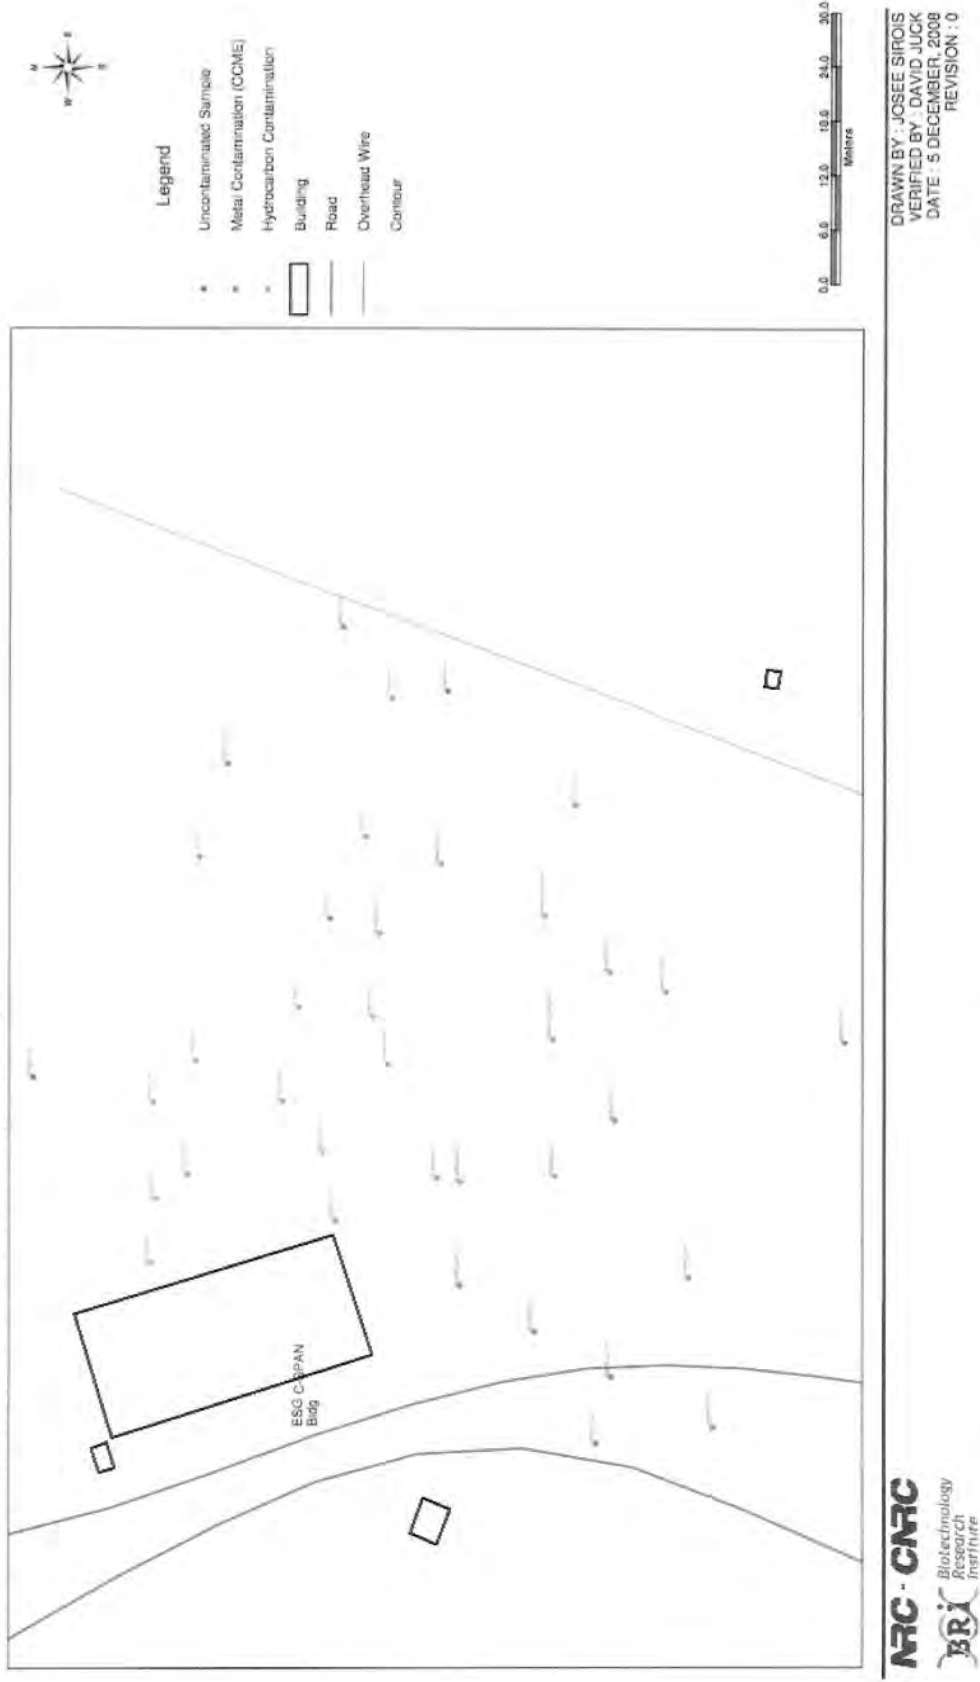 N
E
S
W
Legend
Uncontaminated Sample
Metal Contamination (CCME)
Hydrocarbon Contamination
Building
Road
Overhead Wire
Contour
ESG C-SPAN
Bldg
0.0 6.0 12.0 18.0 24.0 30.0
Meters
NRC · CNRC
BRI
Biotechnology
Research
Institute
DRAWN BY : JOSEE SIROIS
VERIFIED BY : DAVID JUCK
DATE : 5 DECEMBER, 2008
REVISION : 0